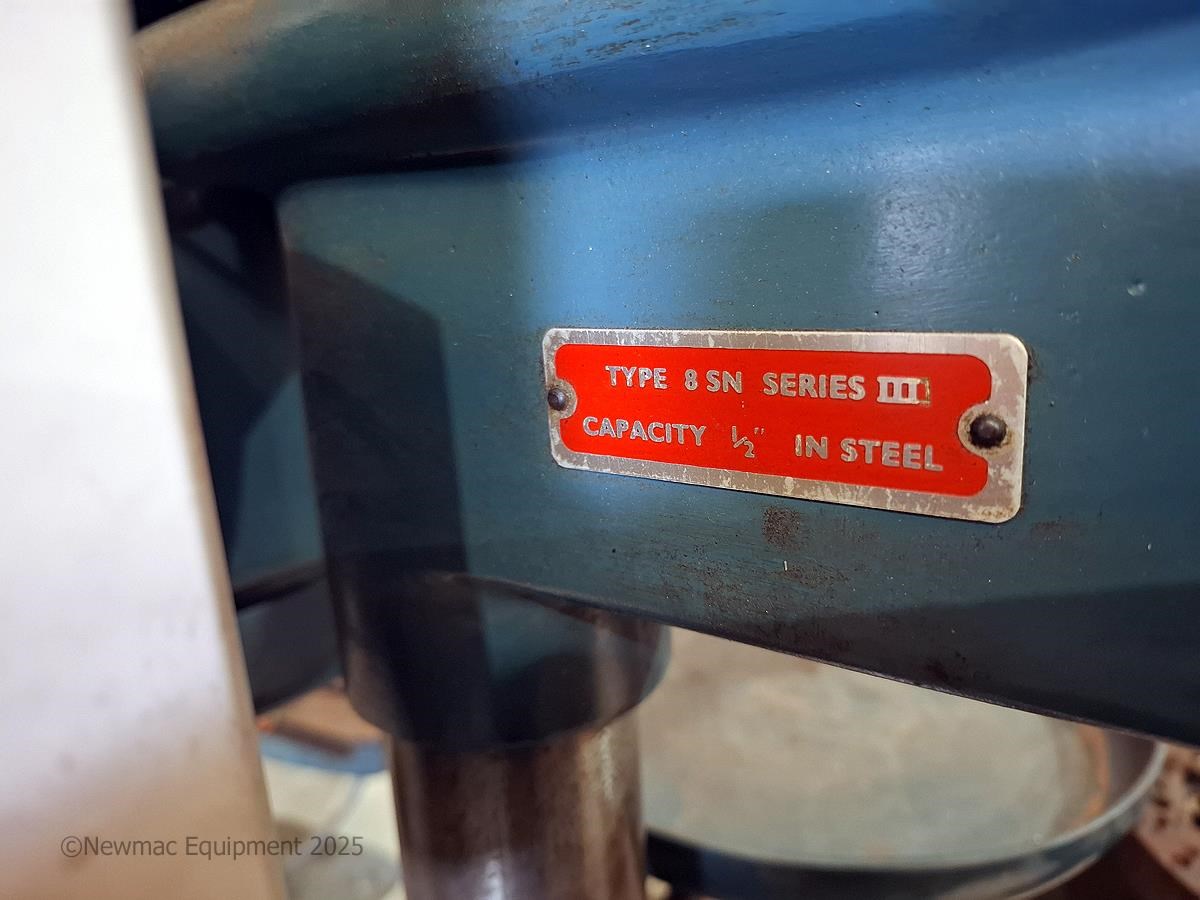 TYPE 8 SN SERIES III
CAPACITY ½" IN STEEL
©Newmac Equipment 2025